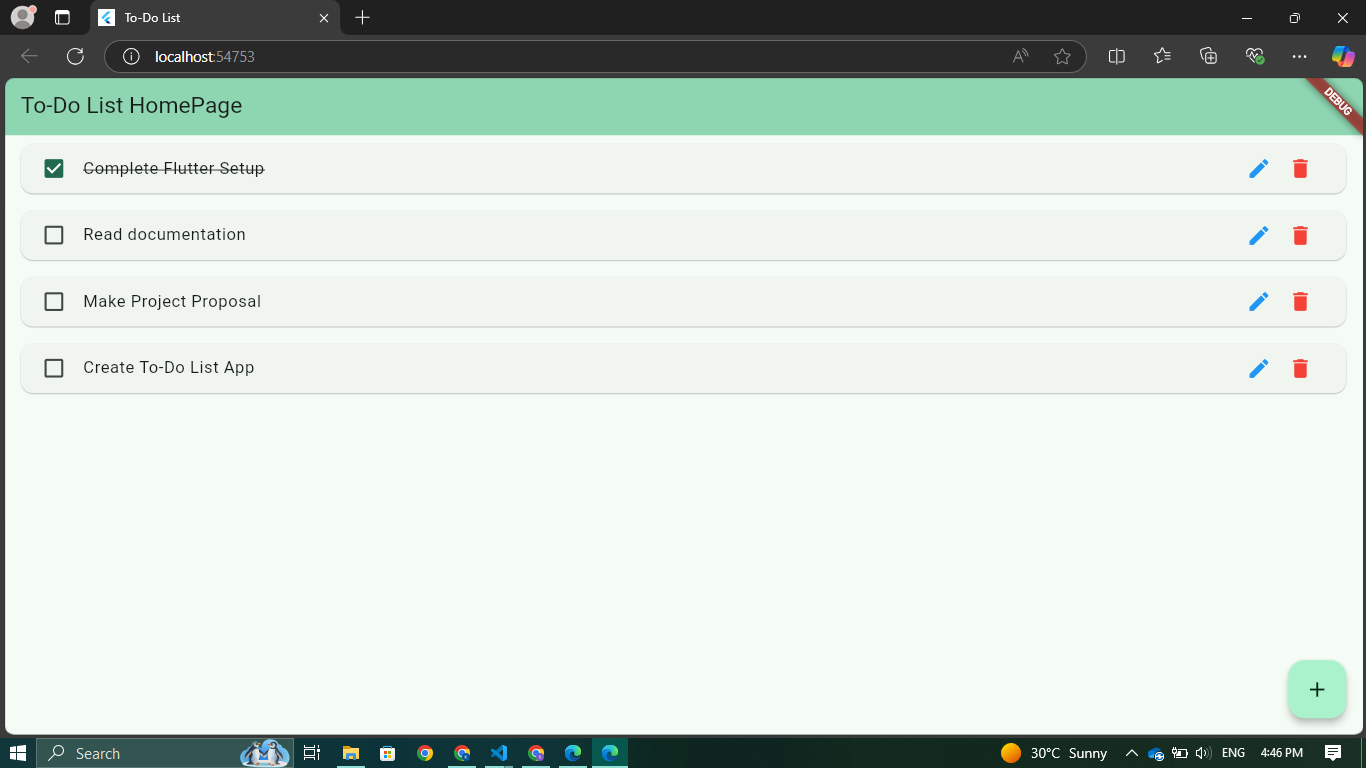 To-Do List
localhost:54753
To-Do List HomePage
DEBUG
Complete Flutter Setup
Read documentation
Make Project Proposal
Create To-Do List App
Search
30°C Sunny
ENG
4:46 PM